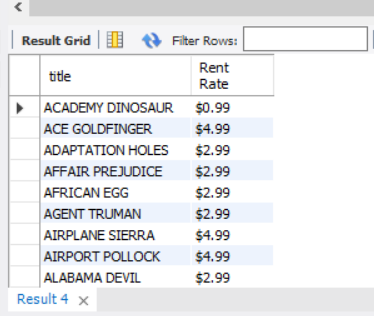 Result Grid Filter Rows:
title Rent Rate
ACADEMY DINOSAUR $0.99
ACE GOLDFINGER $4.99
ADAPTATION HOLES $2.99
AFFAIR PREJUDICE $2.99
AFRICAN EGG $2.99
AGENT TRUMAN $2.99
AIRPLANE SIERRA $4.99
AIRPORT POLLOCK $4.99
ALABAMA DEVIL $2.99
Result 4